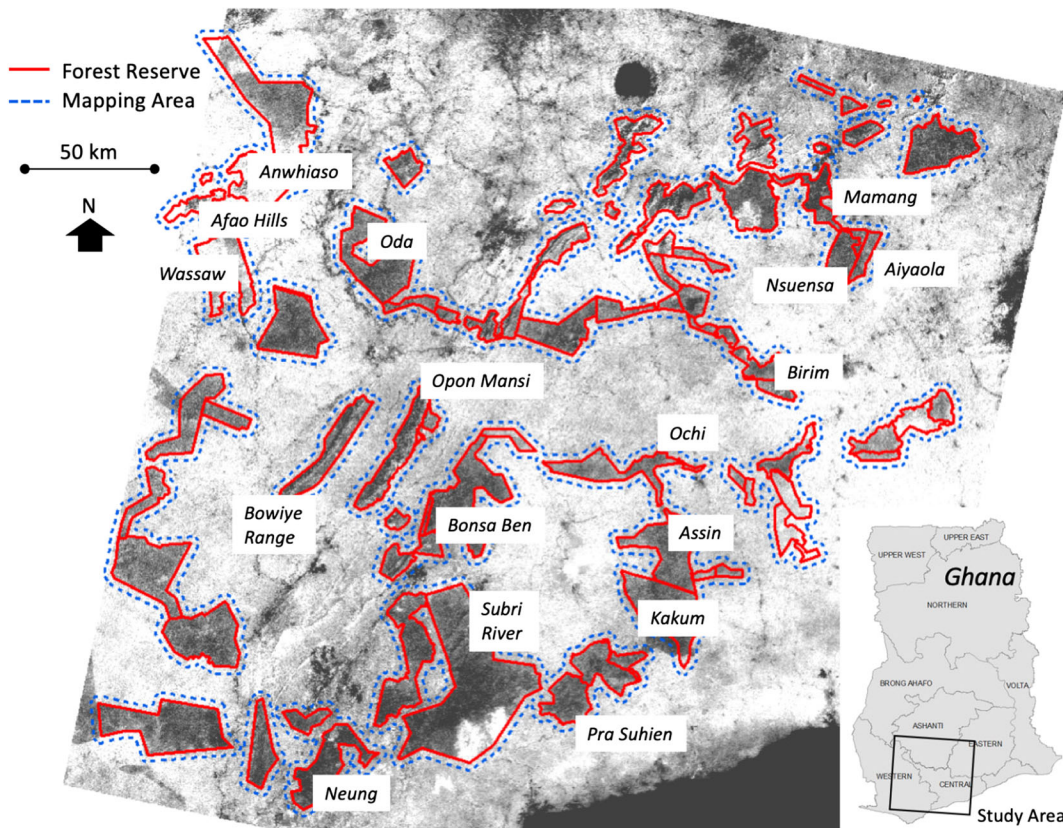 Forest Reserve
Mapping Area
50 km
N
Anwhiaso
Afao Hills
Wassaw
Oda
Mamang
Nsuensa
Aiyaola
Opon Mansi
Birim
Ochi
Bowiye
Range
Bonsa Ben
Assin
Subri
River
Kakum
Pra Suhien
Neung
UPPER WEST
UPPER EAST
Ghana
NORTHERN
BRONG AHAFO
VOLTA
ASHANTI
EASTERN
WESTERN
CENTRAL
Study Area